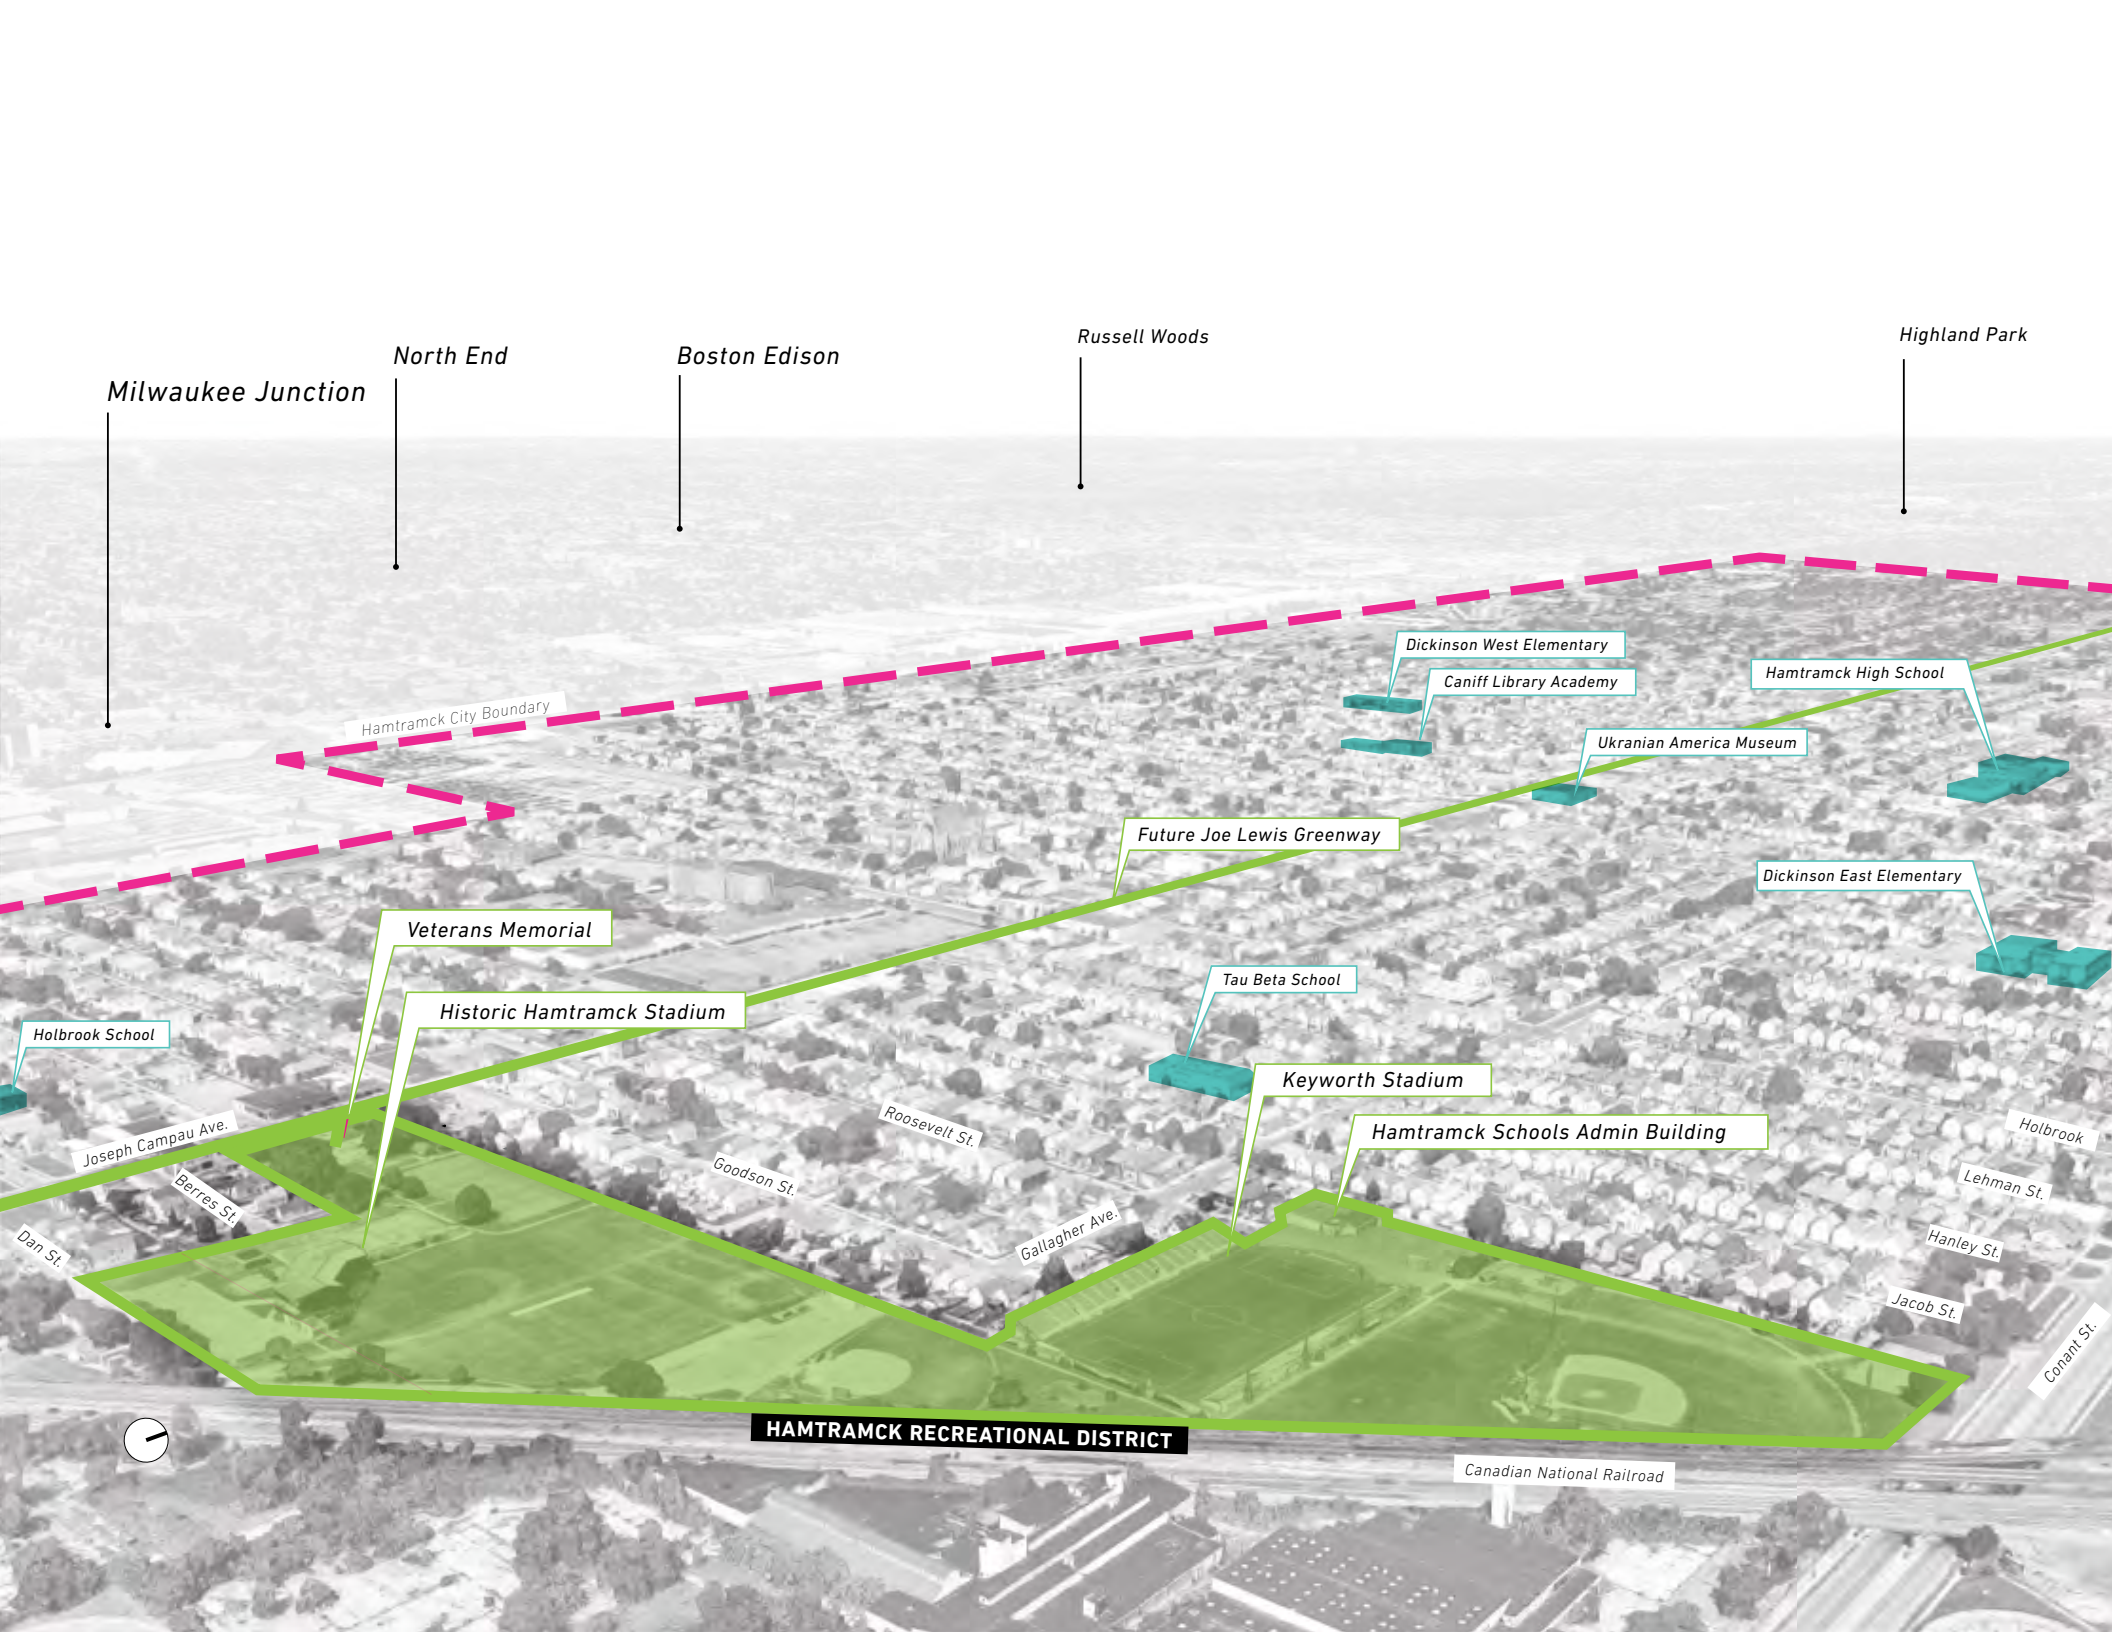 Russell Woods
Highland Park
North End
Boston Edison
Milwaukee Junction
Dickinson West Elementary
Hamtramck High School
Caniff Library Academy
Hamtramck City Boundary
Ukranian America Museum
Future Joe Lewis Greenway
Dickinson East Elementary
Veterans Memorial
Tau Beta School
Historic Hamtramck Stadium
Holbrook School
Keyworth Stadium
Roosevelt St.
Hamtramck Schools Admin Building
Holbrook
Joseph Campau Ave.
Goodson St.
Lehman St.
Berres St.
Gallagher Ave.
Hanley St.
Dan St.
Jacob St.
Conant St.
HAMTRAMCK RECREATIONAL DISTRICT
Canadian National Railroad